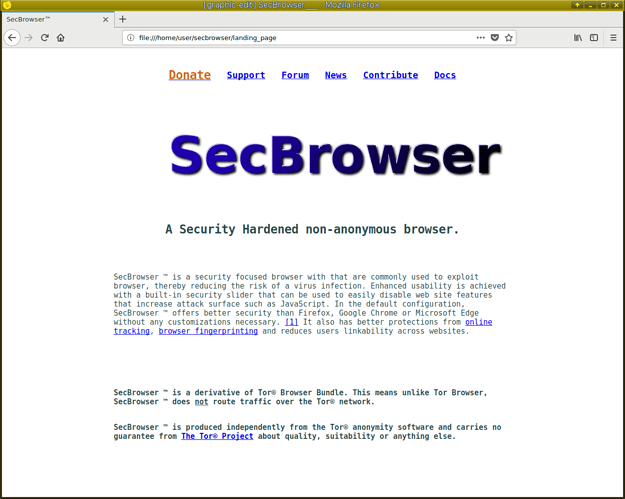 [graphic-edit] SecBrowser ___ - Mozilla Firefox
SecBrowser™
file:///home/user/secbrowser/landing_page
Donate Support Forum News Contribute Docs
SecBrowser
A Security Hardened non-anonymous browser.
SecBrowser ™ is a security focused browser with that are commonly used to exploit
browser, thereby reducing the risk of a virus infection. Enhanced usability is achieved
with a built-in security slider that can be used to easily disable web site features
that increase attack surface such as JavaScript. In the default configuration,
SecBrowser ™ offers better security than Firefox, Google Chrome or Microsoft Edge
without any customizations necessary. [1] It also has better protections from online
tracking, browser fingerprinting and reduces users linkability across websites.
SecBrowser ™ is a derivative of Tor® Browser Bundle. This means unlike Tor Browser,
SecBrowser ™ does not route traffic over the Tor® network.
SecBrowser ™ is produced independently from the Tor® anonymity software and carries no
guarantee from The Tor® Project about quality, suitability or anything else.